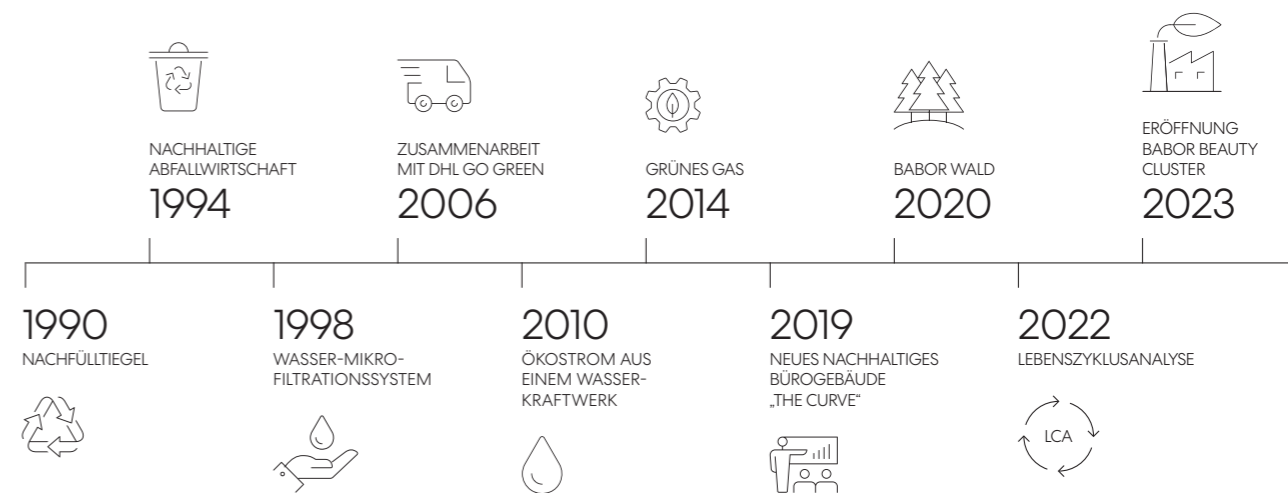 NACHHALTIGE
ABFALLWIRTSCHAFT
1994
ZUSAMMENARBEIT
MIT DHL GO GREEN
2006
GRÜNES GAS
2014
BABOR WALD
2020
ERÖFFNUNG
BABOR BEAUTY
CLUSTER
2023
1990
NACHFÜLLTIEGEL
1998
WASSER-MIKRO-
FILTRATIONSSYSTEM
2010
ÖKOSTROM AUS
EINEM WASSER-
KRAFTWERK
2019
NEUES NACHHALTIGES
BÜROGEBÄUDE
„THE CURVE“
2022
LEBENSZYKLUSANALYSE
LCA